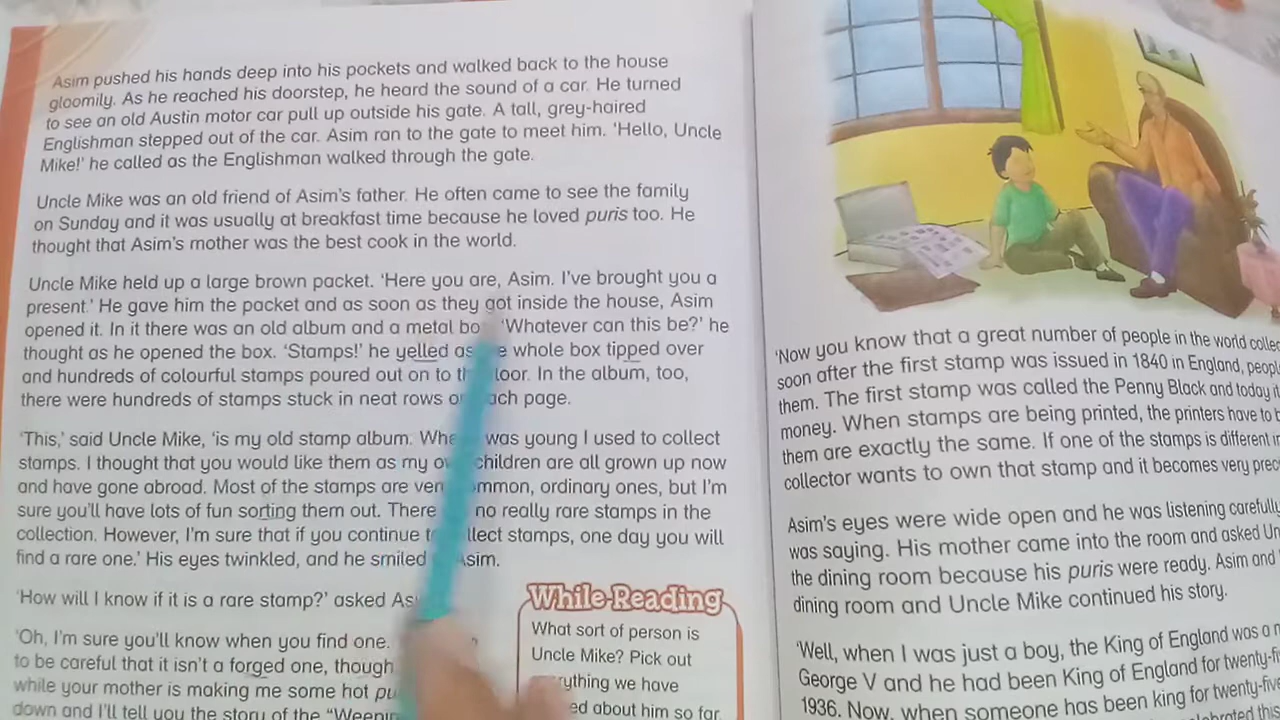 Asim pushed his hands deep into his pockets and walked back to the house
gloomily. As he reached his doorstep, he heard the sound of a car. He turned
to see an old Austin motor car pull up outside his gate. A tall, grey-haired
Englishman stepped out of the car. Asim ran to the gate to meet him. 'Hello, Uncle
Mike!' he called as the Englishman walked through the gate.
Uncle Mike was an old friend of Asim's father. He often came to see the family
on Sunday and it was usually at breakfast time because he loved puris too. He
thought that Asim's mother was the best cook in the world.
Uncle Mike held up a large brown packet. 'Here you are, Asim. I've brought you a
present.' He gave him the packet and as soon as they got inside the house, Asim
opened it. In it there was an old album and a metal 'Whatever can this be?' he
thought as he opened the box. 'Stamps!' he yelled as whole box tipped over
and hundreds of colourful stamps poured out on to In the album, too,
there were hundreds of stamps stuck in neat rows page.
'This,' said Uncle Mike, 'is my old stamp album. was young I used to collect
stamps. I thought that you would like them as my children are all grown up now
and have gone abroad. Most of the stamps are ordinary ones, but I'm
sure you'll have lots of fun sorting them out. There no really rare stamps in the
collection. However, I'm sure that if you continue stamps, one day you will
find a rare one.' His eyes twinkled, and he smiled Asim.
'How will I know if it is a rare stamp?' asked
'Oh, I'm sure you'll know when you find one.
to be careful that it isn't a forged one, though
while your mother is making me some hot
down and I'll tell you the story of the
While-Reading
What sort of person is
Uncle Mike? Pick out
we have
about him so far.
'Now you know that a great number of people in the world
soon after the first stamp was issued in 1840 in England,
them. The first stamp was called the Penny Black and today
money. When stamps are being printed, the printers have to
them are exactly the same. If one of the stamps is different
collector wants to own that stamp and it becomes very
Asim's eyes were wide open and he was listening carefully
was saying. His mother came into the room and asked
the dining room because his puris were ready. Asim and
dining room and Uncle Mike continued his story.
'Well, when I was just a boy, the King of England was a
George V and he had been King of England for
1936. Now, when someone has been king for
this